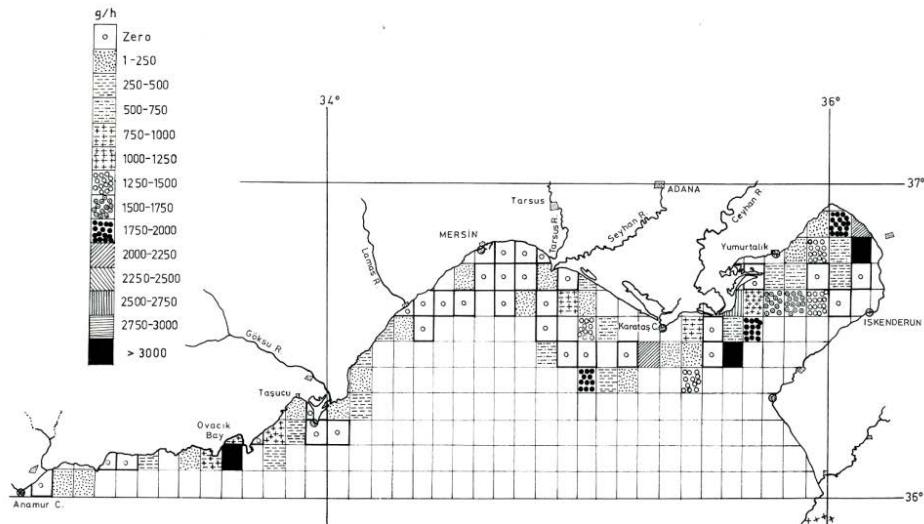 g/h
Zero
1-250
250-500
500-750
750-1000
1000-1250
1250-1500
1500-1750
1750-2000
2000-2250
2250-2500
2500-2750
2750-3000
> 3000
34°
36°
37°
ADANA
Tarsus
Tarsus R.
Seyhan R.
Ceyhan R.
MERSİN
Yumurtalık
Lamas R.
Karataş C.
ISKENDERUN
Göksu R.
Taşucu
Ovacık
Bay
Anamur C.
36°